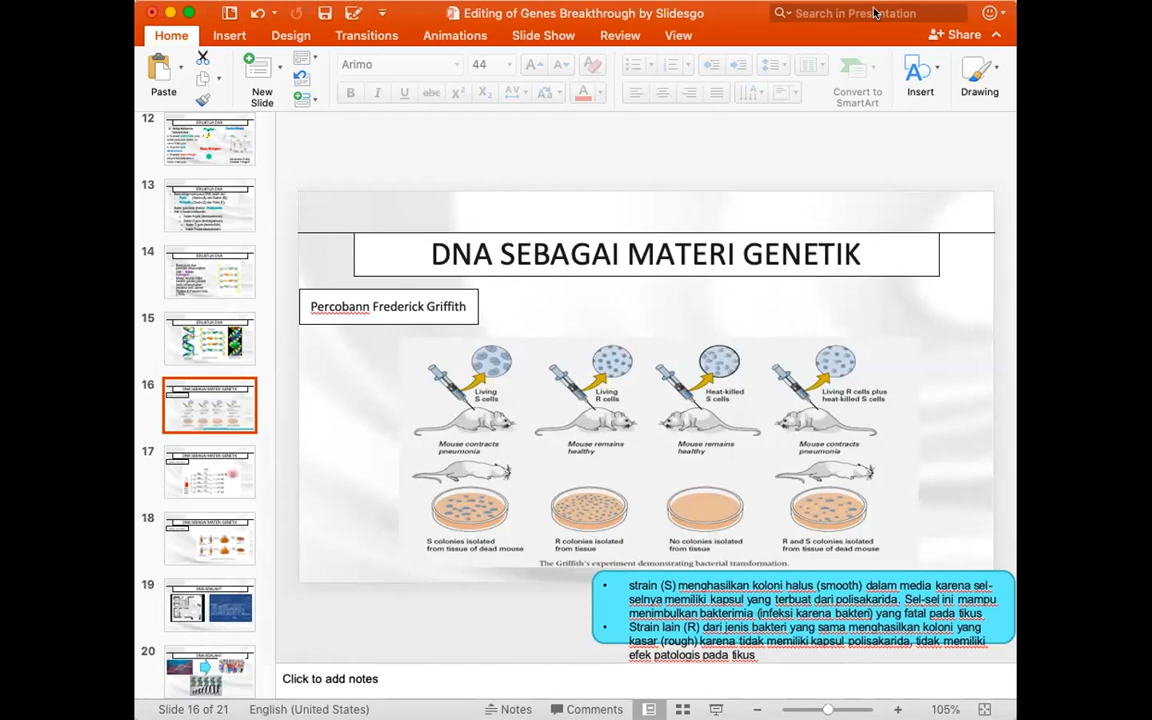 Editing of Genes Breakthrough by Slidesgo
Search in Presentation
Home
Insert
Design
Transitions
Animations
Slide Show
Review
View
Share
Paste
New
Slide
Arimo
44
Convert to
SmartArt
Insert
Drawing
12
13
14
15
16
17
18
19
20
DNA SEBAGAI MATERI GENETIK
Percobann Frederick Griffith
Living
S cells
Living
R cells
Heat-killed
S cells
Living R cells plus
heat-killed S cells
Mouse contracts
pneumonia
Mouse remains
healthy
Mouse remains
healthy
Mouse contracts
pneumonia
S colonies isolated
from tissue of dead mouse
R colonies isolated
from tissue
No colonies isolated
from tissue
R and S colonies isolated
from tissue of dead mouse
The Griffith's experiment demonstrating bacterial transformation.
• strain (S) menghasilkan koloni halus (smooth) dalam media karena sel-
selnya memiliki kapsul yang terbuat dari polisakarida. Sel-sel ini mampu
menimbulkan bakterimia (infeksi karena bakteri) yang fatal pada tikus
• Strain lain (R) dari jenis bakteri yang sama menghasilkan koloni yang
kasar (rough) karena tidak memiliki kapsul polisakarida, tidak memiliki
efek patologis pada tikus
Click to add notes
Slide 16 of 21
English (United States)
Notes
Comments
105%